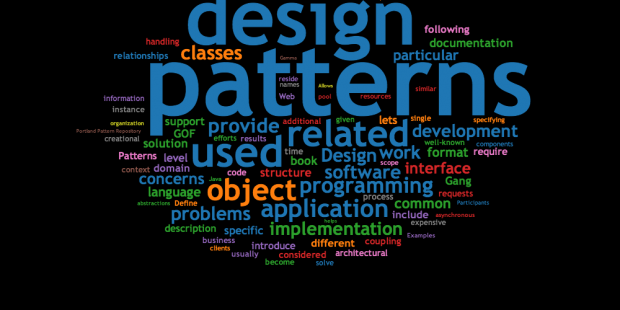 design
following
handling
documentation
relationships classes Gamma particular
patterns
reside
names Allows similar
information Web pool resources
instance
organization support provide additional given lets single specifying
Portland Pattern Repository GOF related development
creational solution efforts results well-known components
Patterns level used time Design work format require
context domain code book scope
concerns Java structure software interface Gang
language object programming process requests
abstractions Define common Participants
problems application include asynchronous
description specific helps expensive
implementation Examples
business introduce different coupling
clients usually considered architectural
become solve